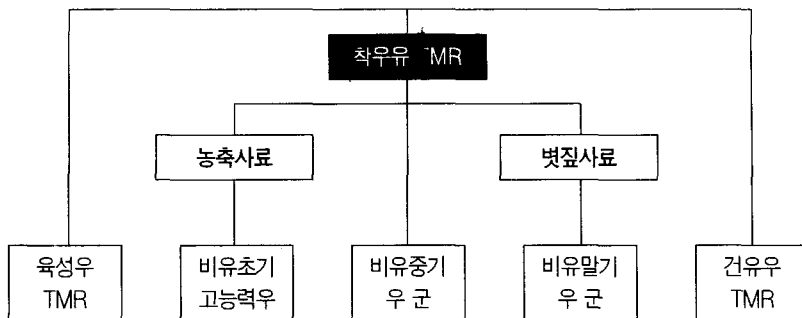 착우유 TMR
농축사료
볏짚사료
육성우
TMR
비유초기
고능력우
비유중기
우 군
비유말기
우 군
건유우
TMR